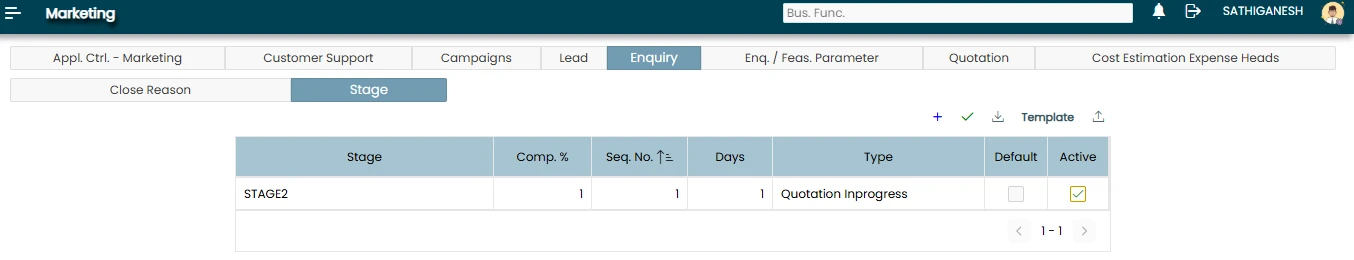 Marketing Bus. Func. SATHIGANESH
Appl. Ctrl. - Marketing Customer Support Campaigns Lead Enquiry Enq. / Feas. Parameter Quotation Cost Estimation Expense Heads
Close Reason Stage
+ Template
Stage Comp. % Seq. No. Days Type Default Active
STAGE2 1 1 1 Quotation Inprogress
1 - 1